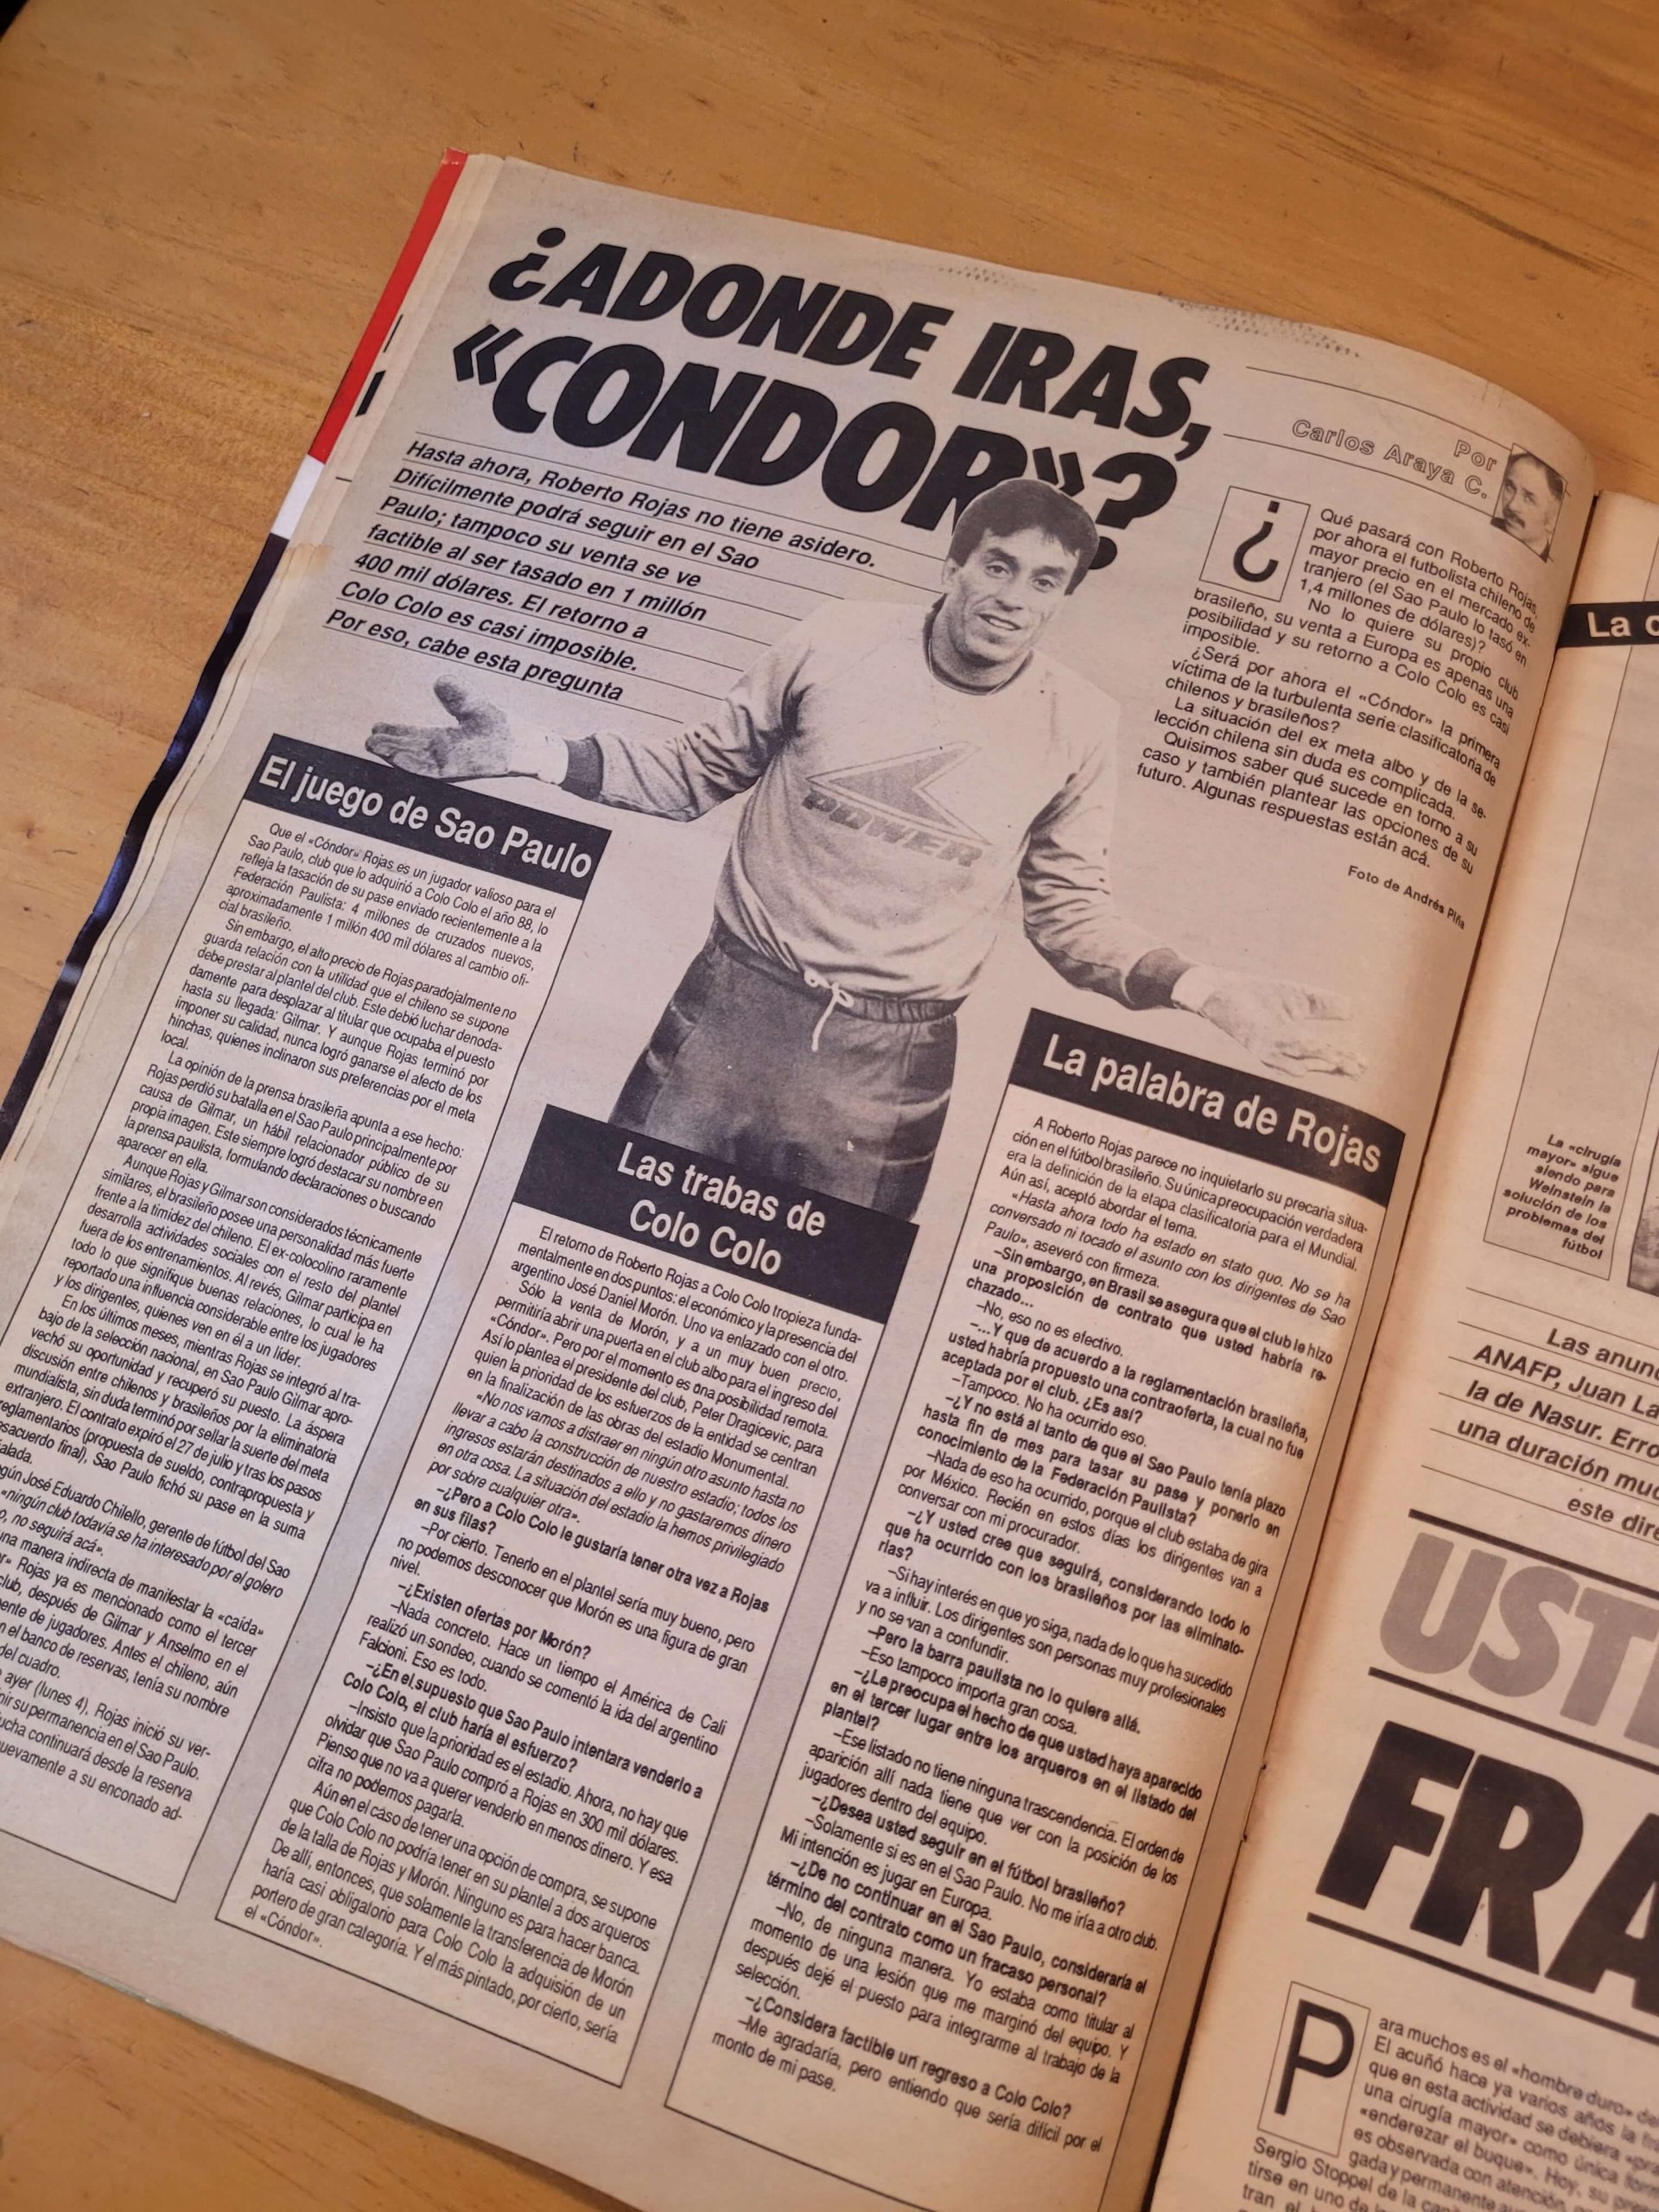 ¿ADONDE IRAS,
«CONDOR»?
Hasta ahora, Roberto Rojas no tiene asidero.
Difícilmente podrá seguir en el Sao
Paulo; tampoco su venta se ve
factible al ser tasado en 1 millón
400 mil dólares. El retorno a
Colo Colo es casi imposible.
Por eso, cabe esta pregunta
Por
Carlos Araya C.
¿
Qué pasará con Roberto Rojas,
por ahora el futbolista chileno de
mayor precio en el mercado ex-
tranjero (el Sao Paulo lo tasó en
1,4 millones de dólares)?
No lo quiere su propio club
brasileño, su venta a Europa es apenas una
posibilidad y su retorno a Colo Colo es casi
imposible.
¿Será por ahora el «Cóndor» la primera
víctima de la turbulenta serie clasificatoria de
chilenos y brasileños?
La situación del ex meta albo y de la se-
lección chilena sin duda es complicada.
Quisimos saber qué sucede en torno a su
caso y también plantear las opciones de su
futuro. Algunas respuestas están acá.
Foto de Andrés Piña
POWER
El juego de Sao Paulo
Que el «Cóndor» Rojas es un jugador valioso para el
Sao Paulo, club que lo adquirió a Colo Colo el año 88, lo
refleja la tasación de su pase enviado recientemente a la
Federación Paulista: 4 millones de cruzados nuevos,
aproximadamente 1 millón 400 mil dólares al cambio ofi-
cial brasileño.
Sin embargo, el alto precio de Rojas paradojalmente no
guarda relación con la utilidad que el chileno se supone
debe prestar al plantel del club. Este debió luchar denoda-
damente para desplazar al titular que ocupaba el puesto
hasta su llegada: Gilmar. Y aunque Rojas terminó por
imponer su calidad, nunca logró ganarse el afecto de los
hinchas, quienes inclinaron sus preferencias por el meta
local.
La opinión de la prensa brasileña apunta a ese hecho:
Rojas perdió su batalla en el Sao Paulo principalmente por
causa de Gilmar, un hábil relacionador público de su
propia imagen. Este siempre logró destacar su nombre en
la prensa paulista, formulando declaraciones o buscando
aparecer en ella.
Aunque Rojas y Gilmar son considerados técnicamente
similares, el brasileño posee una personalidad más fuerte
frente a la timidez del chileno. El ex-colocolino raramente
desarrolla actividades sociales con el resto del plantel
fuera de los entrenamientos. Al revés, Gilmar participa en
todo lo que signifique buenas relaciones, lo cual le ha
reportado una influencia considerable entre los jugadores
y los dirigentes, quienes ven en él a un líder.
En los últimos meses, mientras Rojas se integró al tra-
bajo de la selección nacional, en Sao Paulo Gilmar apro-
vechó su oportunidad y recuperó su puesto. La áspera
discusión entre chilenos y brasileños por la eliminatoria
mundialista, sin duda terminó por sellar la suerte del meta
extranjero. El contrato expiró el 27 de julio y tras los pasos
reglamentarios (propuesta de sueldo, contrapropuesta y
esacuerdo final), Sao Paulo fichó su pase en la suma
alada.
gún José Eduardo Chilello, gerente de fútbol del Sao
«ningún club todavía se ha interesado por el golero
o, no seguirá acá».
una manera indirecta de manifestar la «caída»
r» Rojas ya es mencionado como el tercer
club, después de Gilmar y Anselmo en el
ente de jugadores. Antes el chileno, aún
n el banco de reservas, tenía su nombre
del cuadro.
ayer (lunes 4), Rojas inició su ver-
nir su permanencia en el Sao Paulo.
ucha continuará desde la reserva
uevamente a su enconado ad-
Las trabas de
Colo Colo
El retorno de Roberto Rojas a Colo Colo tropieza funda-
mentalmente en dos puntos: el económico y la presencia del
argentino José Daniel Morón. Uno va enlazado con el otro.
Sólo la venta de Morón, y a un muy buen precio,
permitiría abrir una puerta en el club albo para el ingreso del
«Cóndor». Pero por el momento es una posibilidad remota.
Así lo plantea el presidente del club, Peter Dragicevic, para
quien la prioridad de los esfuerzos de la entidad se centran
en la finalización de las obras del estadio Monumental.
«No nos vamos a distraer en ningún otro asunto hasta no
llevar a cabo la construcción de nuestro estadio; todos los
ingresos estarán destinados a ello y no gastaremos dinero
en otra cosa. La situación del estadio la hemos privilegiado
por sobre cualquier otra».
–¿Pero a Colo Colo le gustaría tener otra vez a Rojas
en sus filas?
–Por cierto. Tenerlo en el plantel sería muy bueno, pero
no podemos desconocer que Morón es una figura de gran
nivel.
–¿Existen ofertas por Morón?
–Nada concreto. Hace un tiempo el América de Cali
realizó un sondeo, cuando se comentó la ida del argentino
Falcioni. Eso es todo.
–¿En el supuesto que Sao Paulo intentara venderlo a
Colo Colo, el club haría el esfuerzo?
–Insisto que la prioridad es el estadio. Ahora, no hay que
olvidar que Sao Paulo compró a Rojas en 300 mil dólares.
Pienso que no va a querer venderlo en menos dinero. Y esa
cifra no podemos pagarla.
Aún en el caso de tener una opción de compra, se supone
que Colo Colo no podría tener en su plantel a dos arqueros
de la talla de Rojas y Morón. Ninguno es para hacer banca.
De allí, entonces, que solamente la transferencia de Morón
haría casi obligatorio para Colo Colo la adquisición de un
portero de gran categoría. Y el más pintado, por cierto, sería
el «Cóndor».
La palabra de Rojas
A Roberto Rojas parece no inquietarlo su precaria situa-
ción en el fútbol brasileño. Su única preocupación verdadera
era la definición de la etapa clasificatoria para el Mundial.
Aún así, aceptó abordar el tema.
«Hasta ahora todo ha estado en stato quo. No se ha
conversado ni tocado el asunto con los dirigentes de Sao
Paulo», aseveró con firmeza.
–Sin embargo, en Brasil se asegura que el club le hizo
una proposición de contrato que usted habría re-
chazado...
–No, eso no es efectivo.
–...Y que de acuerdo a la reglamentación brasileña,
usted habría propuesto una contraoferta, la cual no fue
aceptada por el club. ¿Es así?
–Tampoco. No ha ocurrido eso.
–¿Y no está al tanto de que el Sao Paulo tenía plazo
hasta fin de mes para tasar su pase y ponerlo en
conocimiento de la Federación Paulista?
–Nada de eso ha ocurrido, porque el club estaba de gira
por México. Recién en estos días los dirigentes van a
conversar con mi procurador.
–¿Y usted cree que seguirá, considerando todo lo
que ha ocurrido con los brasileños por las eliminato-
rias?
–Si hay interés en que yo siga, nada de lo que ha sucedido
va a influir. Los dirigentes son personas muy profesionales
y no se van a confundir.
–Pero la barra paulista no lo quiere allá.
–Eso tampoco importa gran cosa.
–¿Le preocupa el hecho de que usted haya aparecido
en el tercer lugar entre los arqueros en el listado del
plantel?
–Ese listado no tiene ninguna trascendencia. El orden de
aparición allí nada tiene que ver con la posición de los
jugadores dentro del equipo.
–¿Desea usted seguir en el fútbol brasileño?
–Solamente si es en el Sao Paulo. No me iría a otro club.
Mi intención es jugar en Europa.
–¿De no continuar en el Sao Paulo, consideraría el
término del contrato como un fracaso personal?
–No, de ninguna manera. Yo estaba como titular al
momento de una lesión que me marginó del equipo. Y
después dejé el puesto para integrarme al trabajo de la
selección.
–¿Considera factible un regreso a Colo Colo?
–Me agradaría, pero entiendo que sería difícil por el
monto de mi pase.
La c
La «cirugía
mayor» sigue
siendo para
Weinstein la
solución de los
problemas del
fútbol
Las anunc
ANAFP, Juan La
la de Nasur. Erro
una duración muc
este dire
UST
FRA
P
ara muchos es el «hombre duro» de
El acuñó hace ya varios años la fra
que en esta actividad se debiera «pra
una cirugía mayor» como única form
«enderezar el buque». Hoy, su
es observada con atención.
gada y permanente
Sergio Stoppel de la
tirse en uno de
tran el